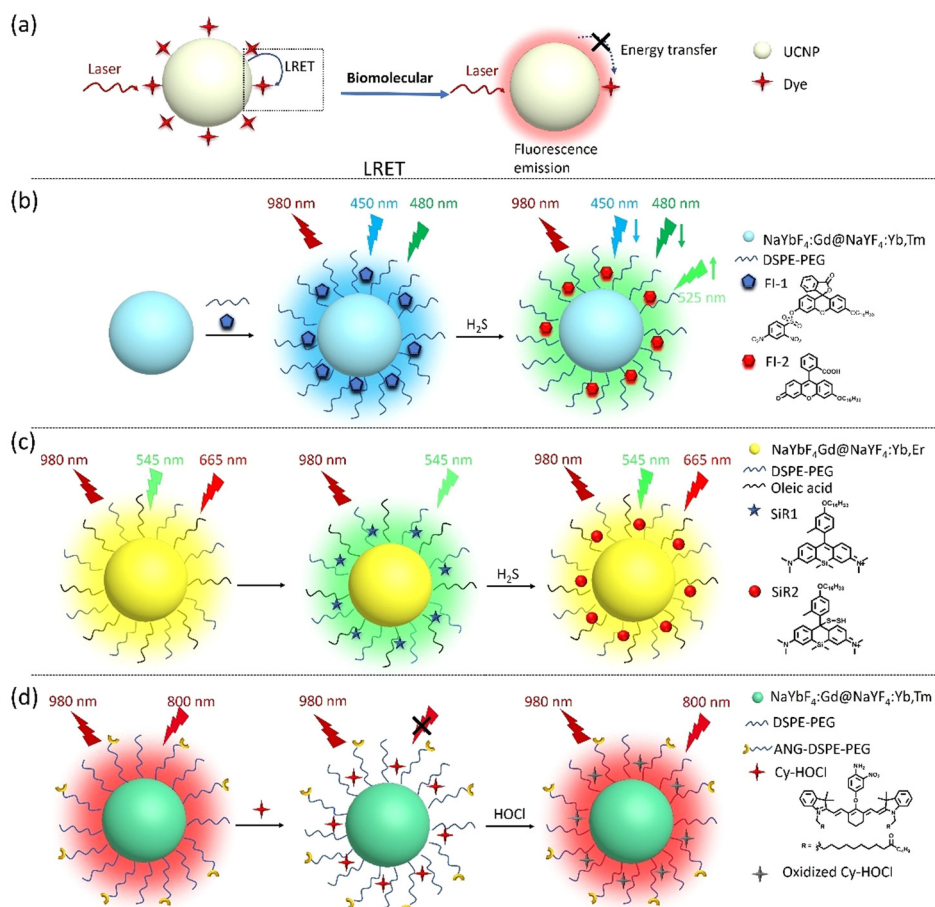 (a)
Laser
LRET
Biomolecular
Laser
Energy transfer
Fluorescence
emission
UCNP
Dye
LRET
(b)
980 nm
450 nm
480 nm
H₂S
980 nm
450 nm
480 nm
525 nm
NaYbF₄:Gd@NaYF₄:Yb,Tm
DSPE-PEG
FI-1
FI-2
COOH
(c)
980 nm
545 nm
665 nm
980 nm
545 nm
H₂S
980 nm
545 nm
665 nm
NaYbF₄Gd@NaYF₄:Yb,Er
DSPE-PEG
Oleic acid
SiR1
SiR2
S-SH
(d)
980 nm
800 nm
980 nm
HOCl
980 nm
800 nm
NaYbF₄:Gd@NaYF₄:Yb,Tm
DSPE-PEG
ANG-DSPE-PEG
Cy-HOCl
NH₂
NO₂
R
R
R =
Oxidized Cy-HOCl